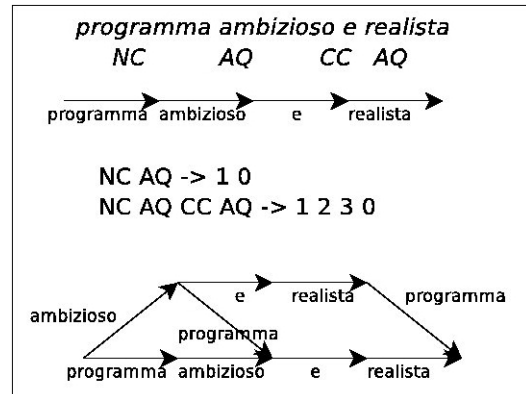 programma ambizioso e realista
NC AQ CC AQ
programma ambizioso e realista
NC AQ -> 1 0
NC AQ CC AQ -> 1 2 3 0
e realista
ambizioso programma
programma
programma ambizioso e realista